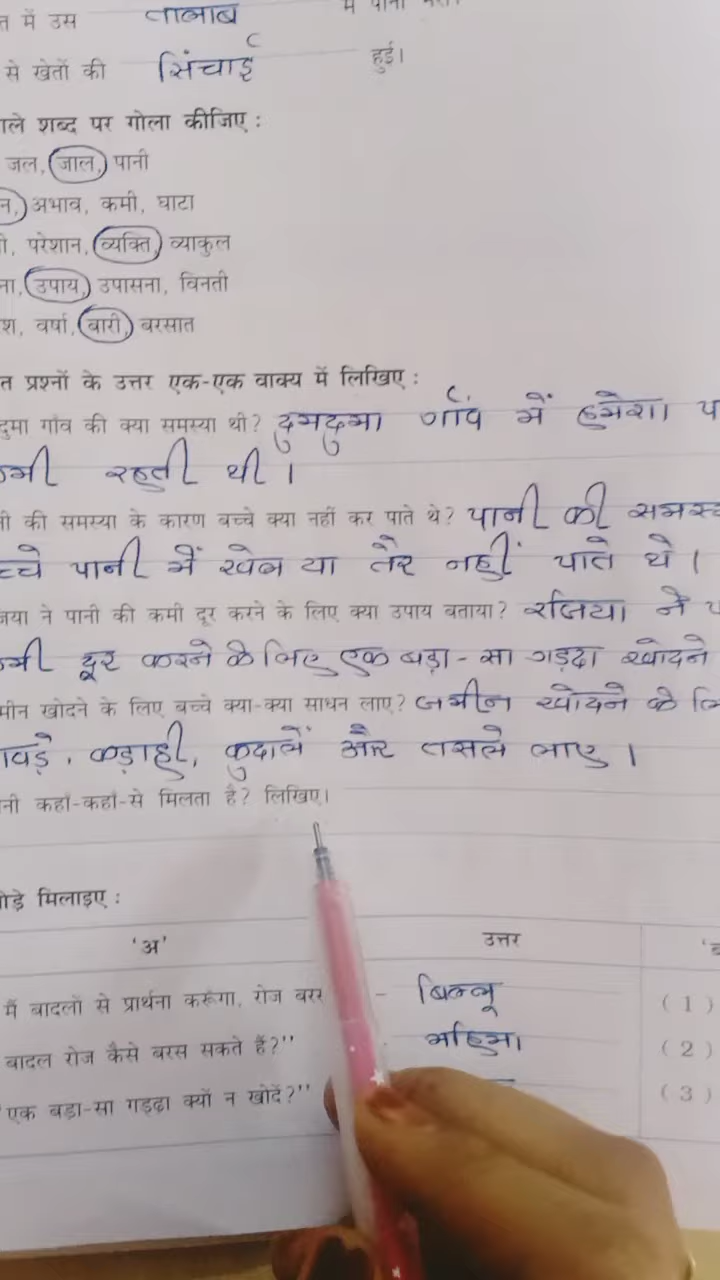 त में उस तालाब में पानी
से खेतों की सिंचाई हुई।
ाले शब्द पर गोला कीजिए :
जल, जाल, पानी
न, अभाव, कमी, घाटा
ी, परेशान, व्यक्ति, व्याकुल
ना, उपाय, उपासना, विनती
श, वर्षा, बारी, बरसात
त प्रश्नों के उत्तर एक-एक वाक्य में लिखिए :
दुमा गाँव की क्या समस्या थी? दुमदुमा गाँव में हमेशा प
कमी रहती थी।
नी की समस्या के कारण बच्चे क्या नहीं कर पाते थे? पानी की समस्य
च्चे पानी में खेल या तैर नहीं पाते थे।
जिया ने पानी की कमी दूर करने के लिए क्या उपाय बताया? रजिया ने प
कमी दूर करने के लिए एक बड़ा-सा गड्ढा खोदने
मीन खोदने के लिए बच्चे क्या-क्या साधन लाए? जमीन खोदने के लि
ावड़े, कड़ाही, कुदालें और तसले लाए।
नी कहाँ-कहाँ-से मिलता है? लिखिए।
ोड़े मिलाइए :
'अ' उत्तर 'ब
मैं बादलों से प्रार्थना करूंगा, रोज बरस - बिल्लू (1)
बादल रोज कैसे बरस सकते हैं?'' महिमा (2)
'एक बड़ा-सा गड्ढा क्यों न खोदें?'' (3)